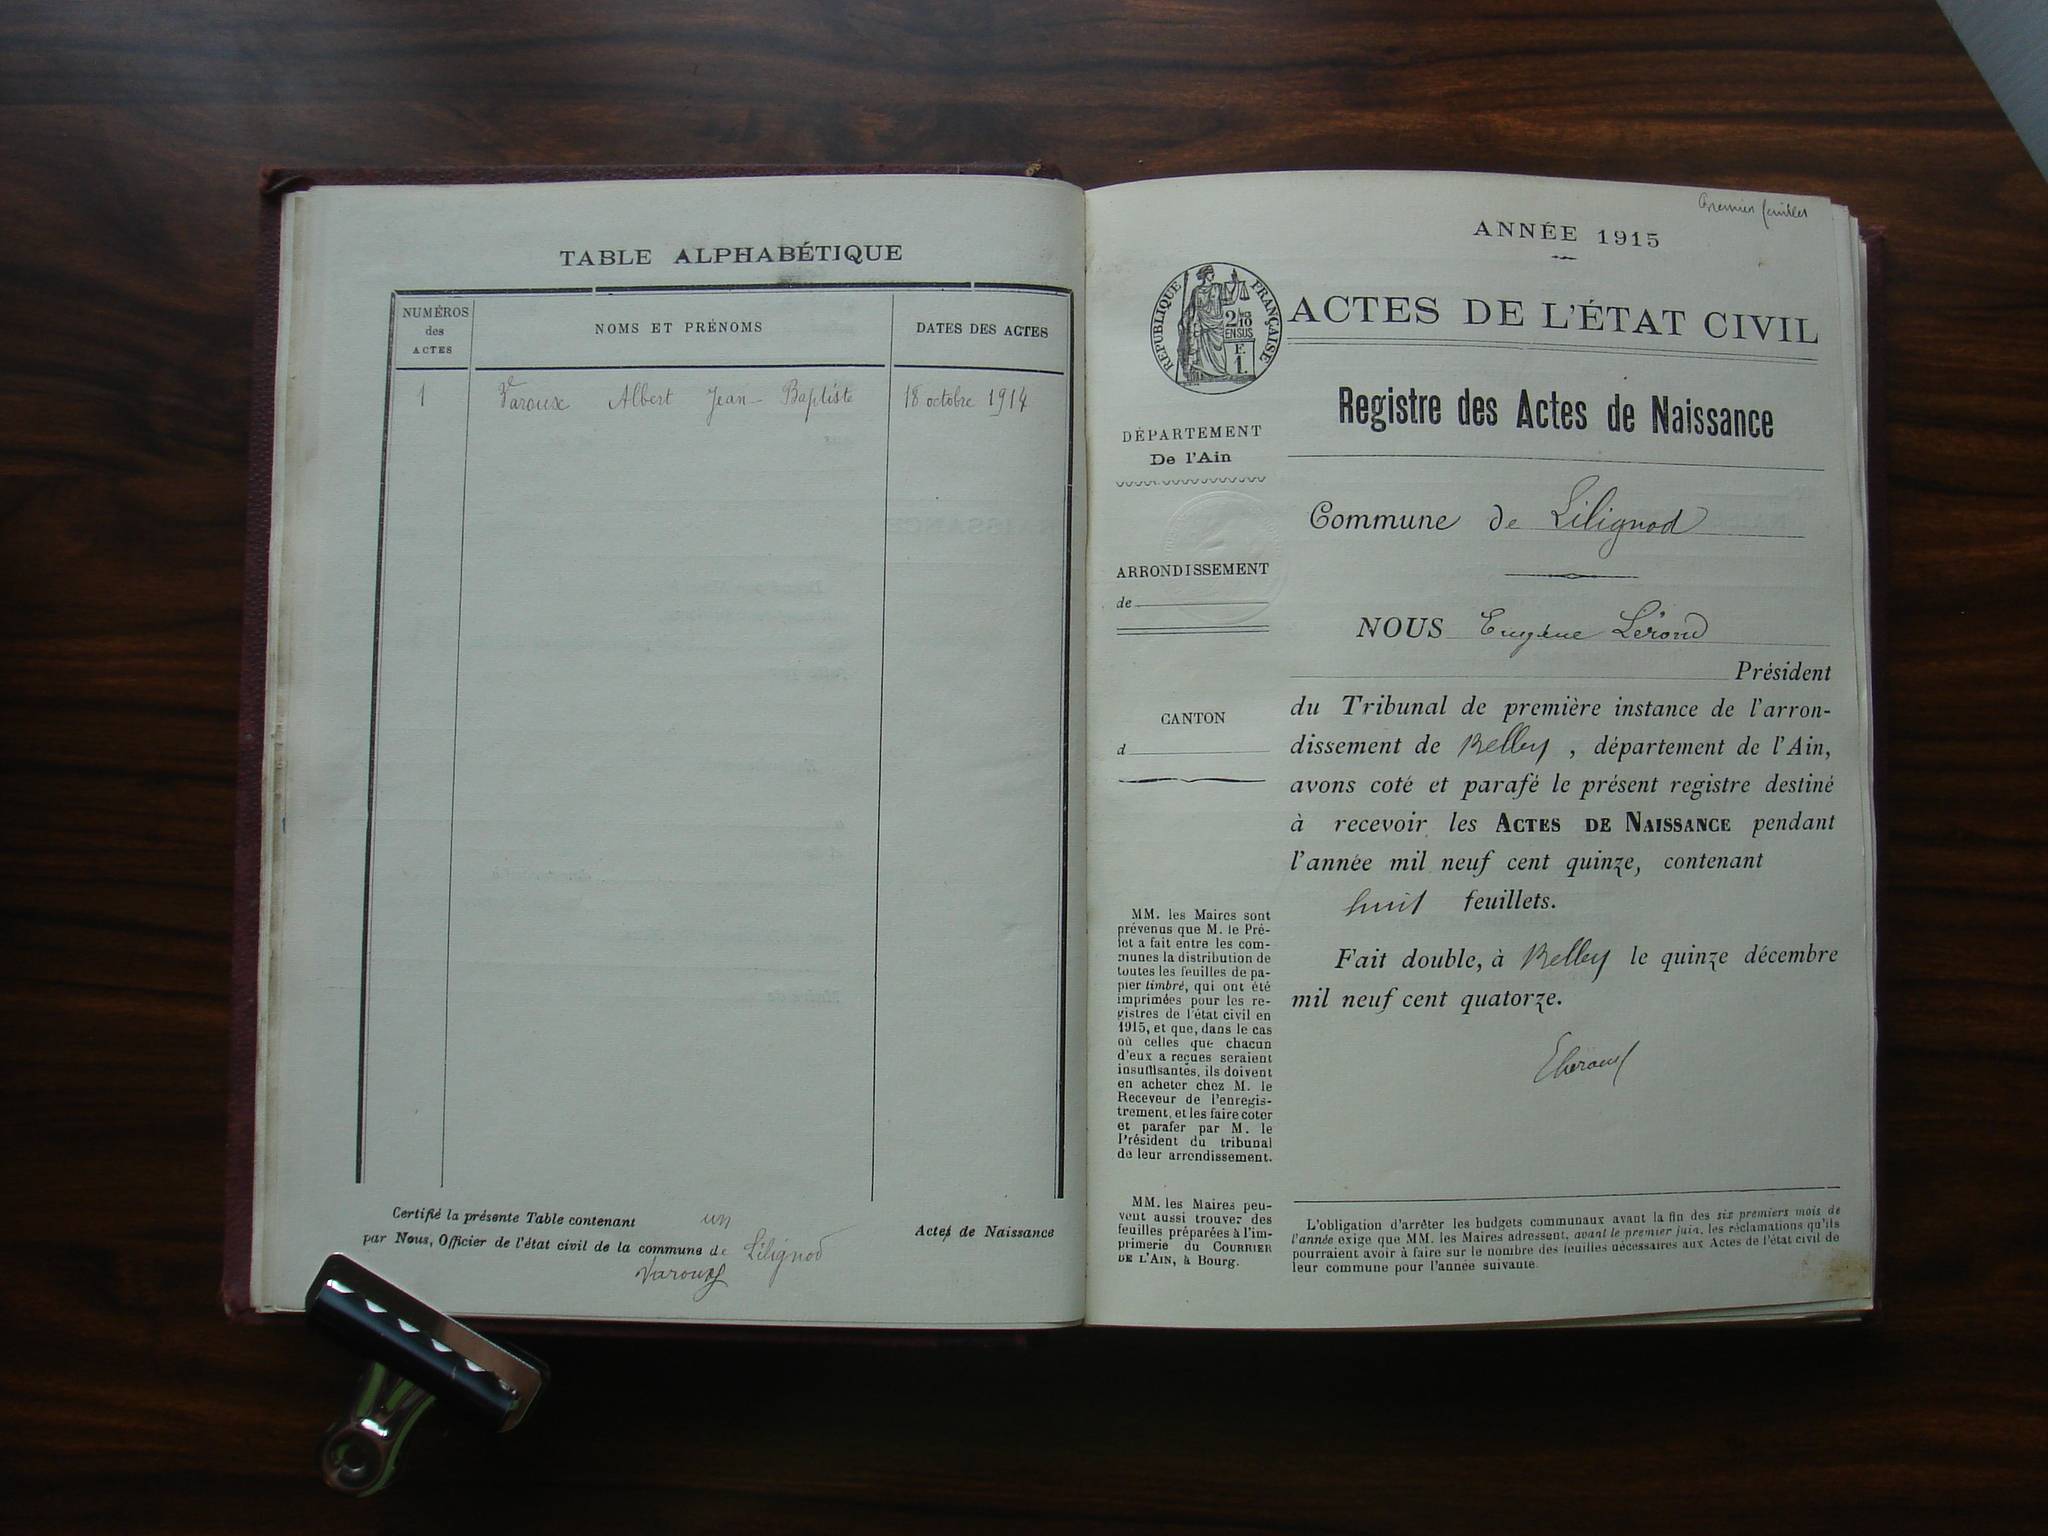 TABLE ALPHABÉTIQUE
NUMÉROS
des
ACTES
NOMS ET PRÉNOMS
DATES DES ACTES
1 Varoux Albert Jean-Baptiste 18 octobre 1914
Certifié la présente Table contenant un Actes de Naissance
par Nous, Officier de l'état civil de la commune de Lilignod
Varoux
Premier feuillet
ANNÉE 1915
RÉPUBLIQUE FRANÇAISE
2/10
EN SUS
F.
1.
ACTES DE L'ÉTAT CIVIL
Registre des Actes de Naissance
DÉPARTEMENT
De l'Ain
ARRONDISSEMENT
de
CANTON
d
MM. les Maires sont
prévenus que M. le Pré-
fet a fait entre les com-
munes la distribution de
toutes les feuilles de pa-
pier timbré, qui ont été
imprimées pour les re-
gistres de l'état civil en
1915, et que, dans le cas
où celles que chacun
d'eux a reçues seraient
insuffisantes, ils doivent
en acheter chez M. le
Receveur de l'enregis-
trement, et les faire coter
et parafer par M. le
Président du tribunal
de leur arrondissement.
MM. les Maires peu-
vent aussi trouver des
feuilles préparées à l'im-
primerie du COURRIER
DE L'AIN, à Bourg.
Commune de Lilignod
NOUS Eugène Lérond
Président
du Tribunal de première instance de l'arron-
dissement de Belley, département de l'Ain,
avons coté et parafé le présent registre destiné
à recevoir les ACTES DE NAISSANCE pendant
l'année mil neuf cent quinze, contenant
huit feuillets.
Fait double, à Belley le quinze décembre
mil neuf cent quatorze.
L'obligation d'arrêter les budgets communaux avant la fin des six premiers mois de
l'année exige que MM. les Maires adressent, avant le premier juin, les réclamations qu'ils
pourraient avoir à faire sur le nombre des feuilles nécessaires aux Actes de l'état civil de
leur commune pour l'année suivante.